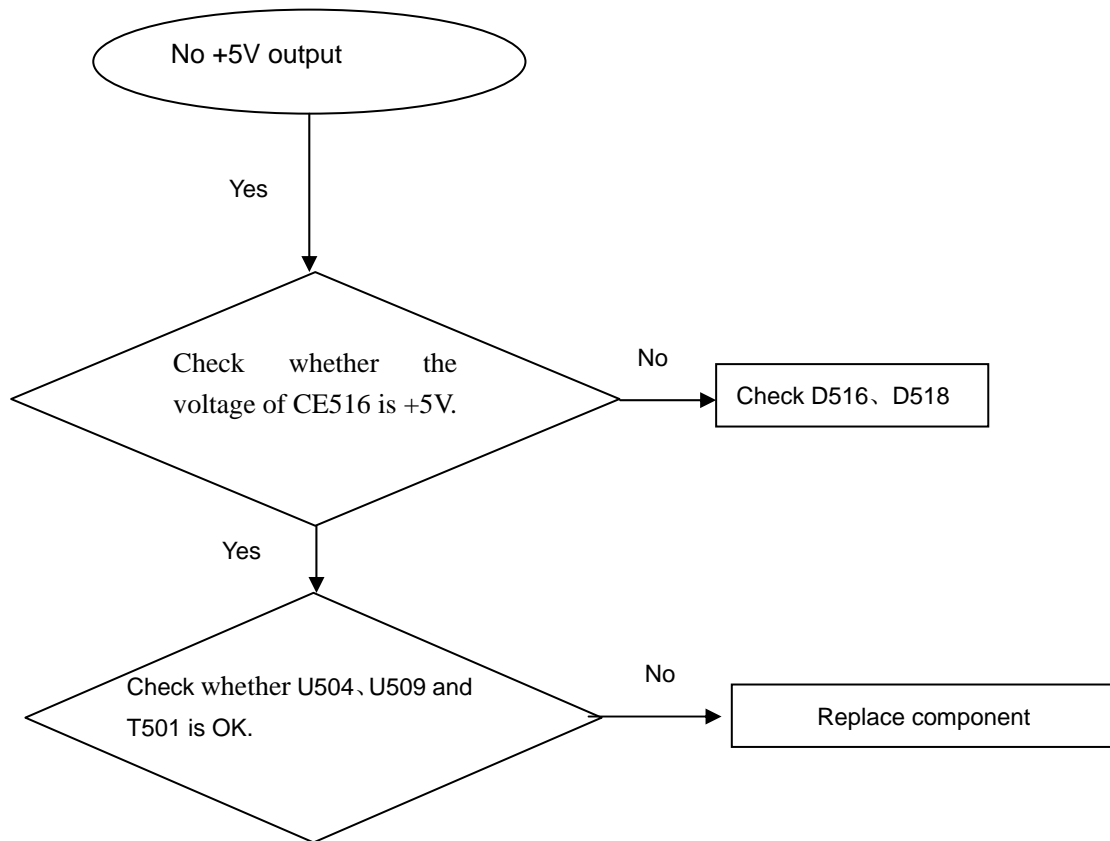 No +5V output
Yes
Check whether the
voltage of CE516 is +5V.
No
Check D516、D518
Yes
Check whether U504、U509 and
T501 is OK.
No
Replace component